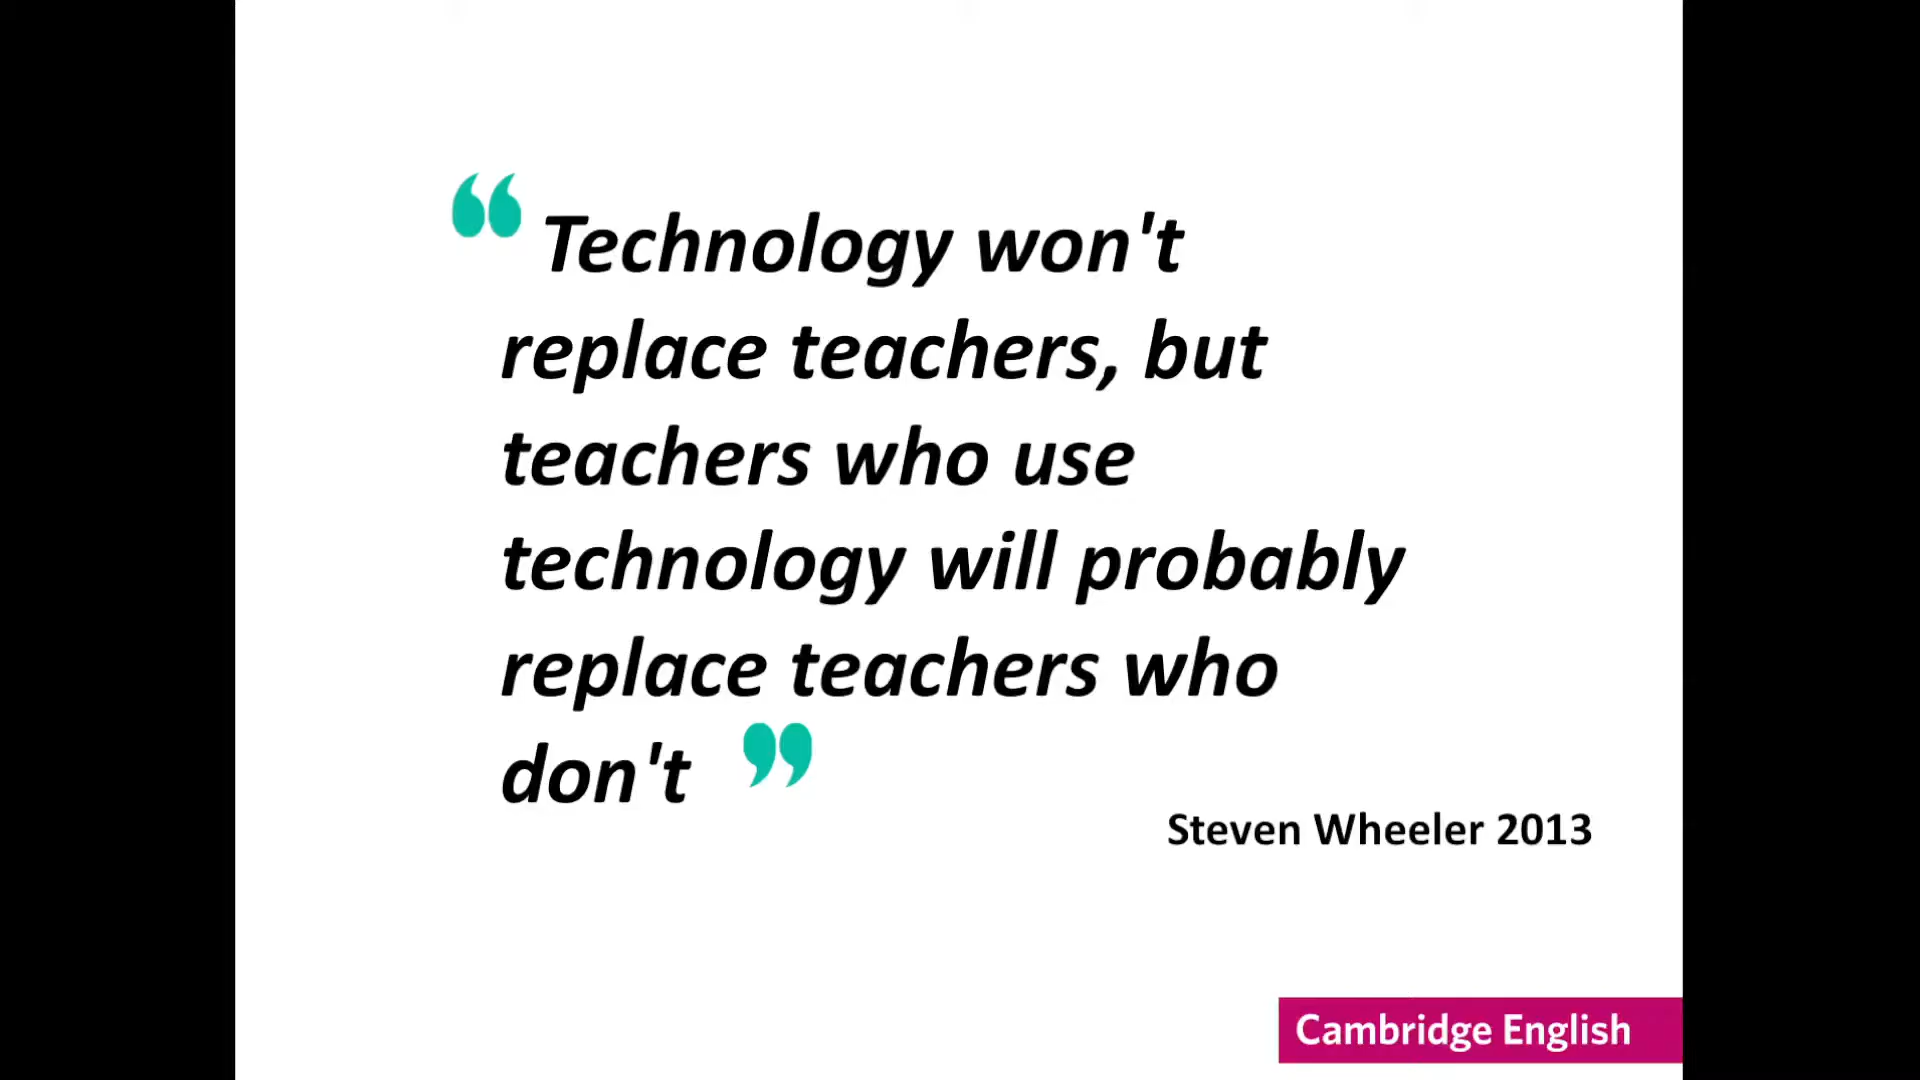 “ Technology won't
replace teachers, but
teachers who use
technology will probably
replace teachers who
don't ”
Steven Wheeler 2013
Cambridge English